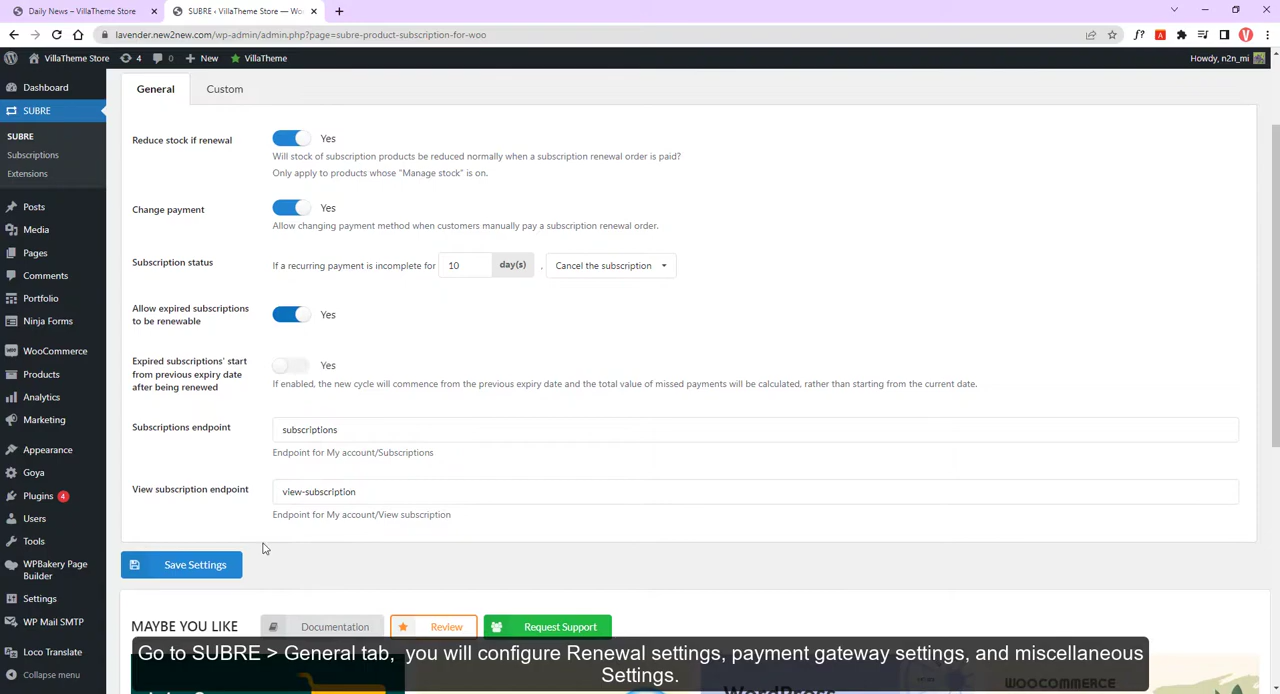 Daily News – VillaTheme Store
SUBRE ‹ VillaTheme Store — Wo
lavender.new2new.com/wp-admin/admin.php?page=subre-product-subscription-for-woo
VillaTheme Store 4 0 New VillaTheme
Howdy, n2n_mi
Dashboard
SUBRE
SUBRE
Subscriptions
Extensions
Posts
Media
Pages
Comments
Portfolio
Ninja Forms
WooCommerce
Products
Analytics
Marketing
Appearance
Goya
Plugins 4
Users
Tools
WPBakery Page
Builder
Settings
WP Mail SMTP
Loco Translate
Collapse menu
General Custom
Reduce stock if renewal Yes
Will stock of subscription products be reduced normally when a subscription renewal order is paid?
Only apply to products whose "Manage stock" is on.
Change payment Yes
Allow changing payment method when customers manually pay a subscription renewal order.
Subscription status If a recurring payment is incomplete for 10 day(s) , Cancel the subscription
Allow expired subscriptions
to be renewable
Yes
Expired subscriptions' start
from previous expiry date
after being renewed
Yes
If enabled, the new cycle will commence from the previous expiry date and the total value of missed payments will be calculated, rather than starting from the current date.
Subscriptions endpoint subscriptions
Endpoint for My account/Subscriptions
View subscription endpoint view-subscription
Endpoint for My account/View subscription
Save Settings
MAYBE YOU LIKE Documentation Review Request Support
Go to SUBRE > General tab, you will configure Renewal settings, payment gateway settings, and miscellaneous
Settings.
WOOCOMMERCE